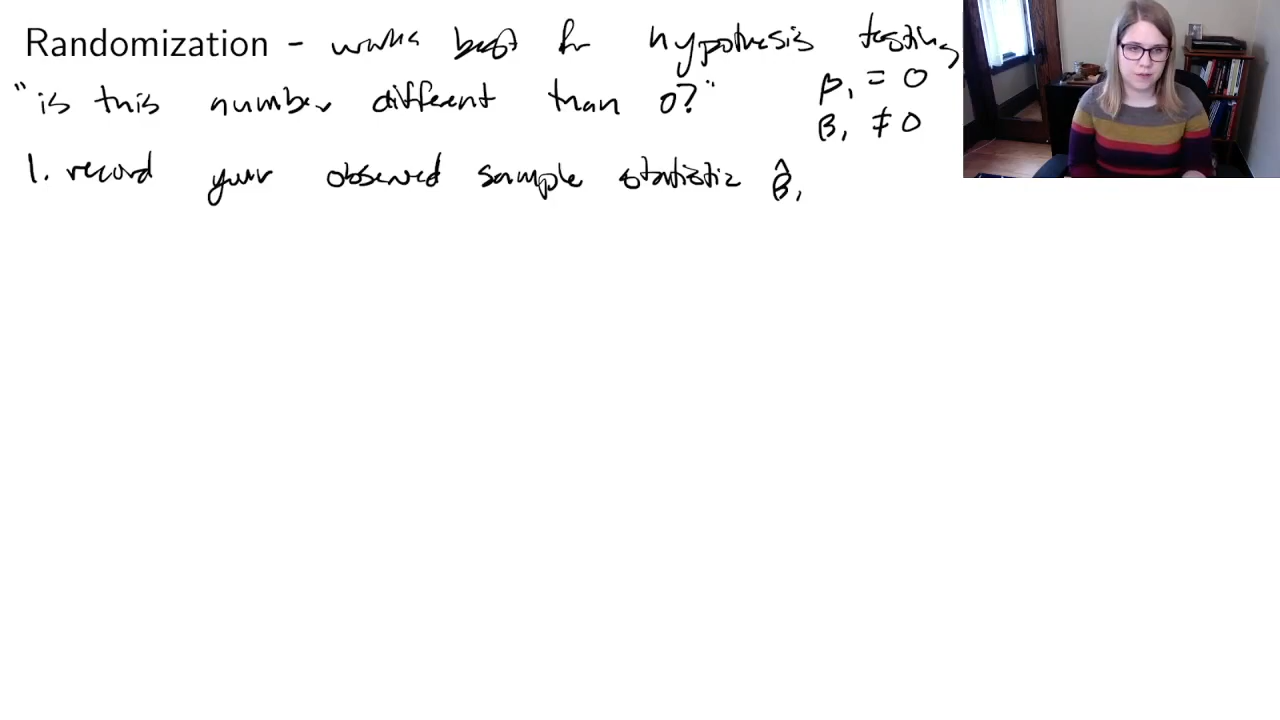 Randomization - works best for hypothesis testing
"is this number different than 0?"
β₁ = 0
β₁ ≠ 0
1. record your observed sample statistic β̂₁